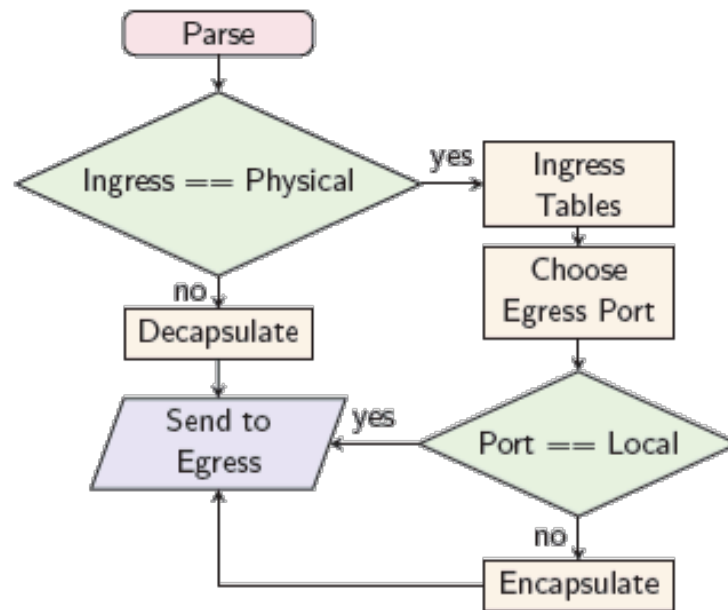 Parse
Ingress == Physical
yes
Ingress
Tables
Choose
Egress Port
no
Decapsulate
Send to
Egress
yes
Port == Local
no
Encapsulate